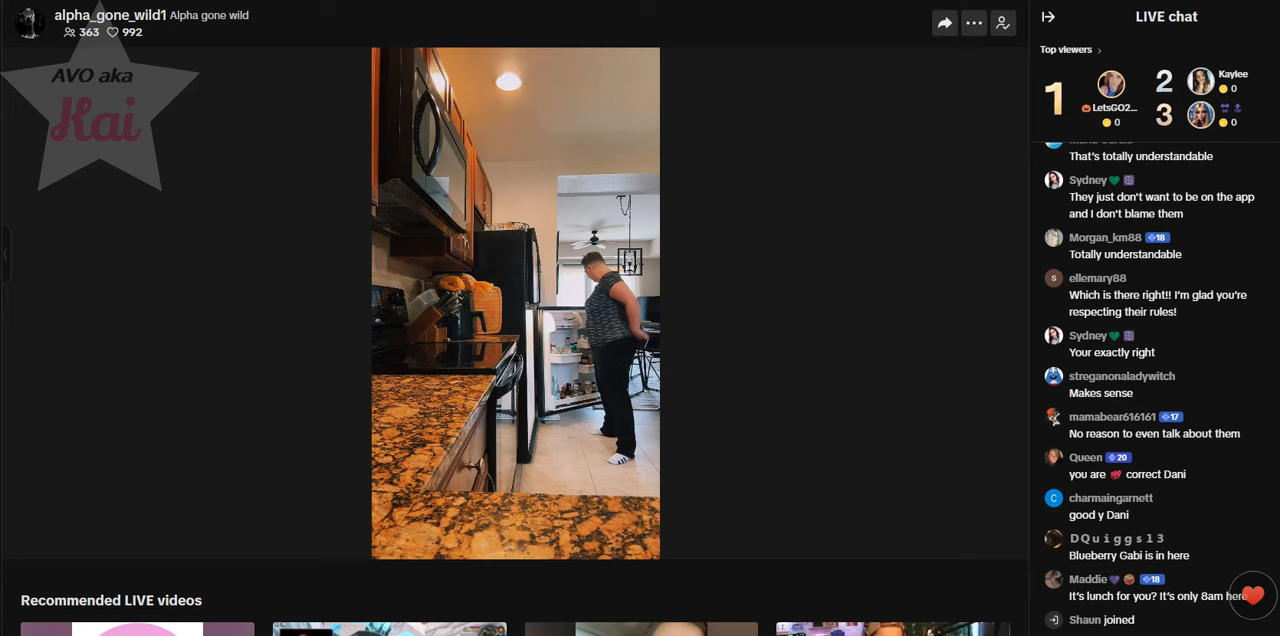 alpha_gone_wild1 Alpha gone wild
363 992
AVO aka
Kai
LIVE chat
Top viewers
1
LetsGO2...
0
2
Kaylee
0
3
0
That's totally understandable
Sydney
They just don't want to be on the app
and I don't blame them
Morgan_km88 18
Totally understandable
ellemary88
Which is there right!! I'm glad you're
respecting their rules!
Sydney
Your exactly right
streganonaladywitch
Makes sense
mamabear616161 17
No reason to even talk about them
Queen 20
you are 💯 correct Dani
C
charmaingarnett
good y Dani
DQuiggs13
Blueberry Gabi is in here
Maddie 18
It's lunch for you? It's only 8am here
Shaun joined
Recommended LIVE videos